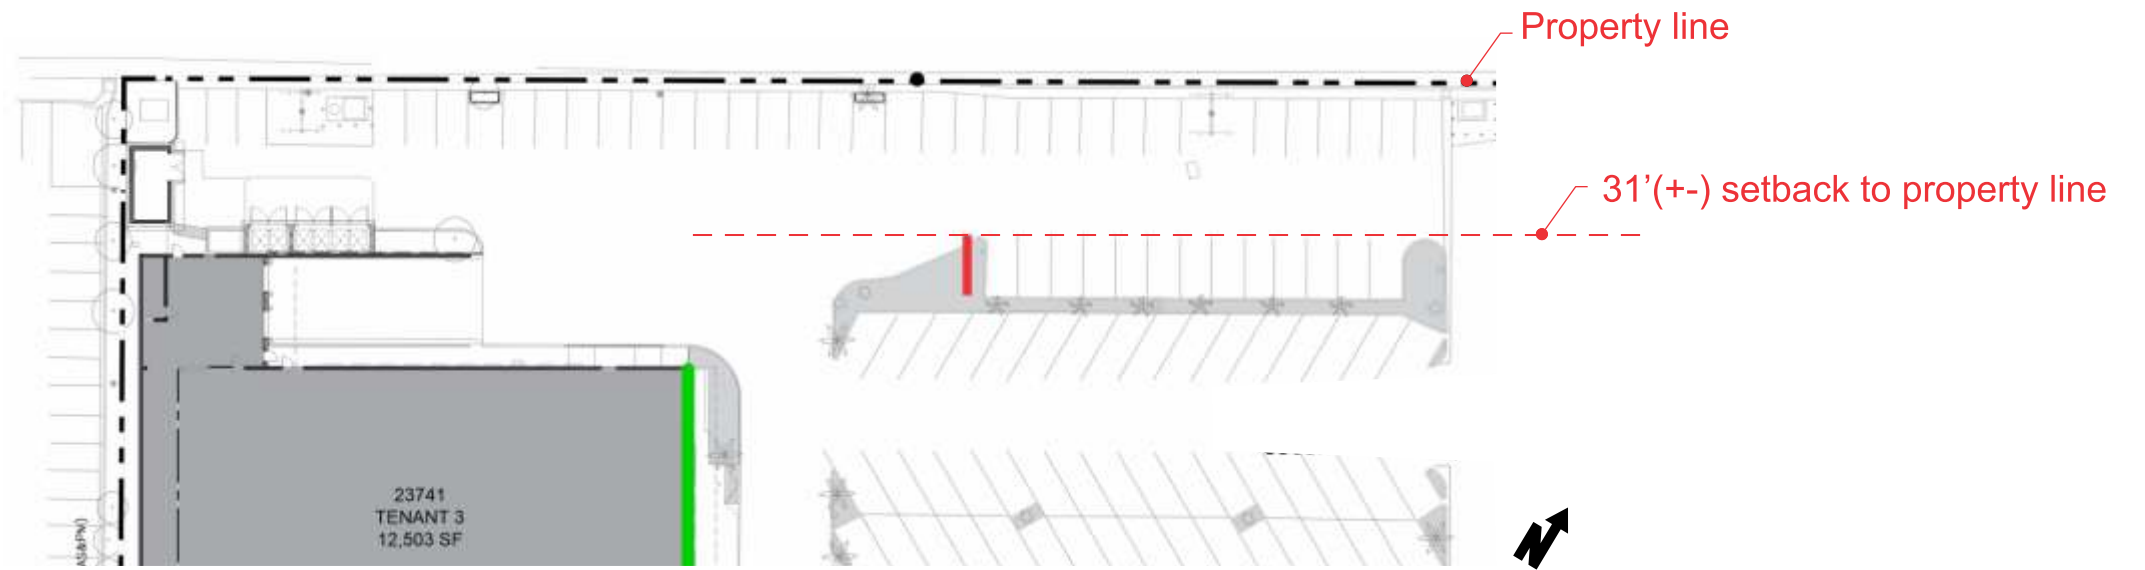 Property line
31’(+-) setback to property line
23741
TENANT 3
12,503 SF
N